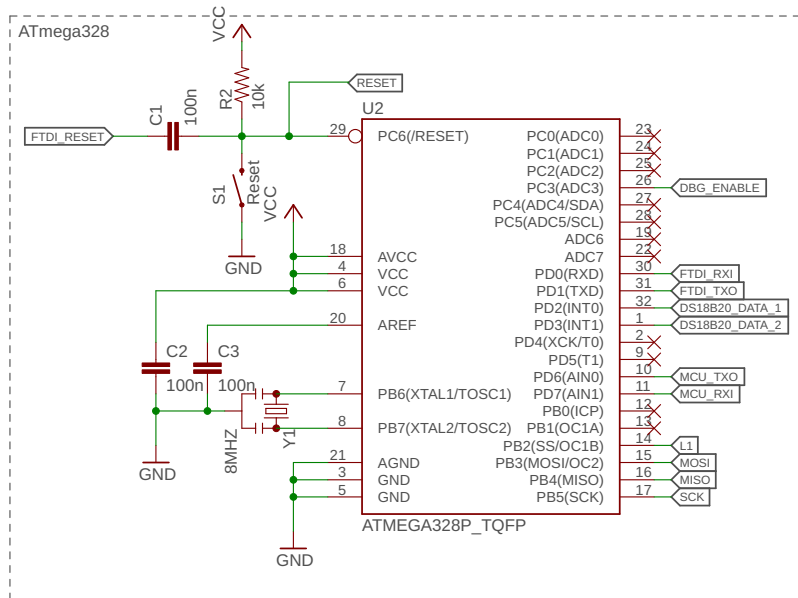 ATmega328
VCC
R2
10k
C1
100n
RESET
FTDI_RESET
S1
Reset
GND
VCC
U2
29 PC6(/RESET)
18 AVCC
4 VCC
6 VCC
20 AREF
7 PB6(XTAL1/TOSC1)
8 PB7(XTAL2/TOSC2)
21 AGND
3 GND
5 GND
PC0(ADC0) 23
PC1(ADC1) 24
PC2(ADC2) 25
PC3(ADC3) 26 DBG_ENABLE
PC4(ADC4/SDA) 27
PC5(ADC5/SCL) 28
ADC6 19
ADC7 22
PD0(RXD) 30 FTDI_RXI
PD1(TXD) 31 FTDI_TXO
PD2(INT0) 32 DS18B20_DATA_1
PD3(INT1) 1 DS18B20_DATA_2
PD4(XCK/T0) 2
PD5(T1) 9
PD6(AIN0) 10 MCU_TXO
PD7(AIN1) 11 MCU_RXI
PB0(ICP) 12
PB1(OC1A) 13
PB2(SS/OC1B) 14 L1
PB3(MOSI/OC2) 15 MOSI
PB4(MISO) 16 MISO
PB5(SCK) 17 SCK
ATMEGA328P_TQFP
C2
100n
C3
100n
8MHZ
Y1
GND
GND